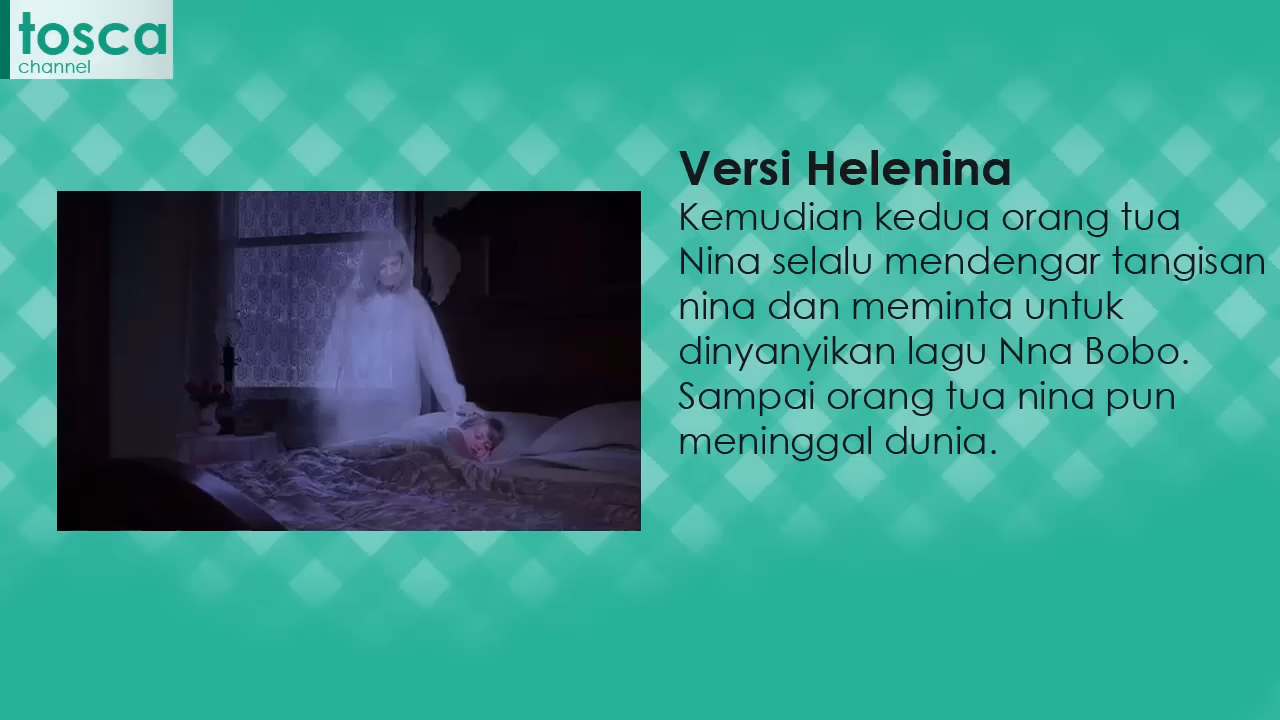 tosca
channel
Versi Helenina
Kemudian kedua orang tua
Nina selalu mendengar tangisan
nina dan meminta untuk
dinyanyikan lagu Nna Bobo.
Sampai orang tua nina pun
meninggal dunia.